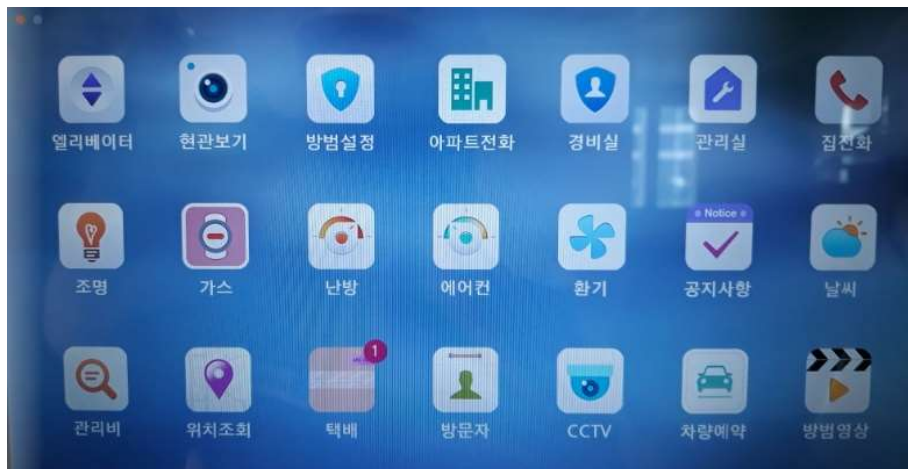 엘리베이터 현관보기 방범설정 아파트전화 경비실 관리실 집전화
Notice
조명 가스 난방 에어컨 환기 공지사항 날씨
1
관리비 위치조회 택배 방문자 CCTV 차량예약 방범영상